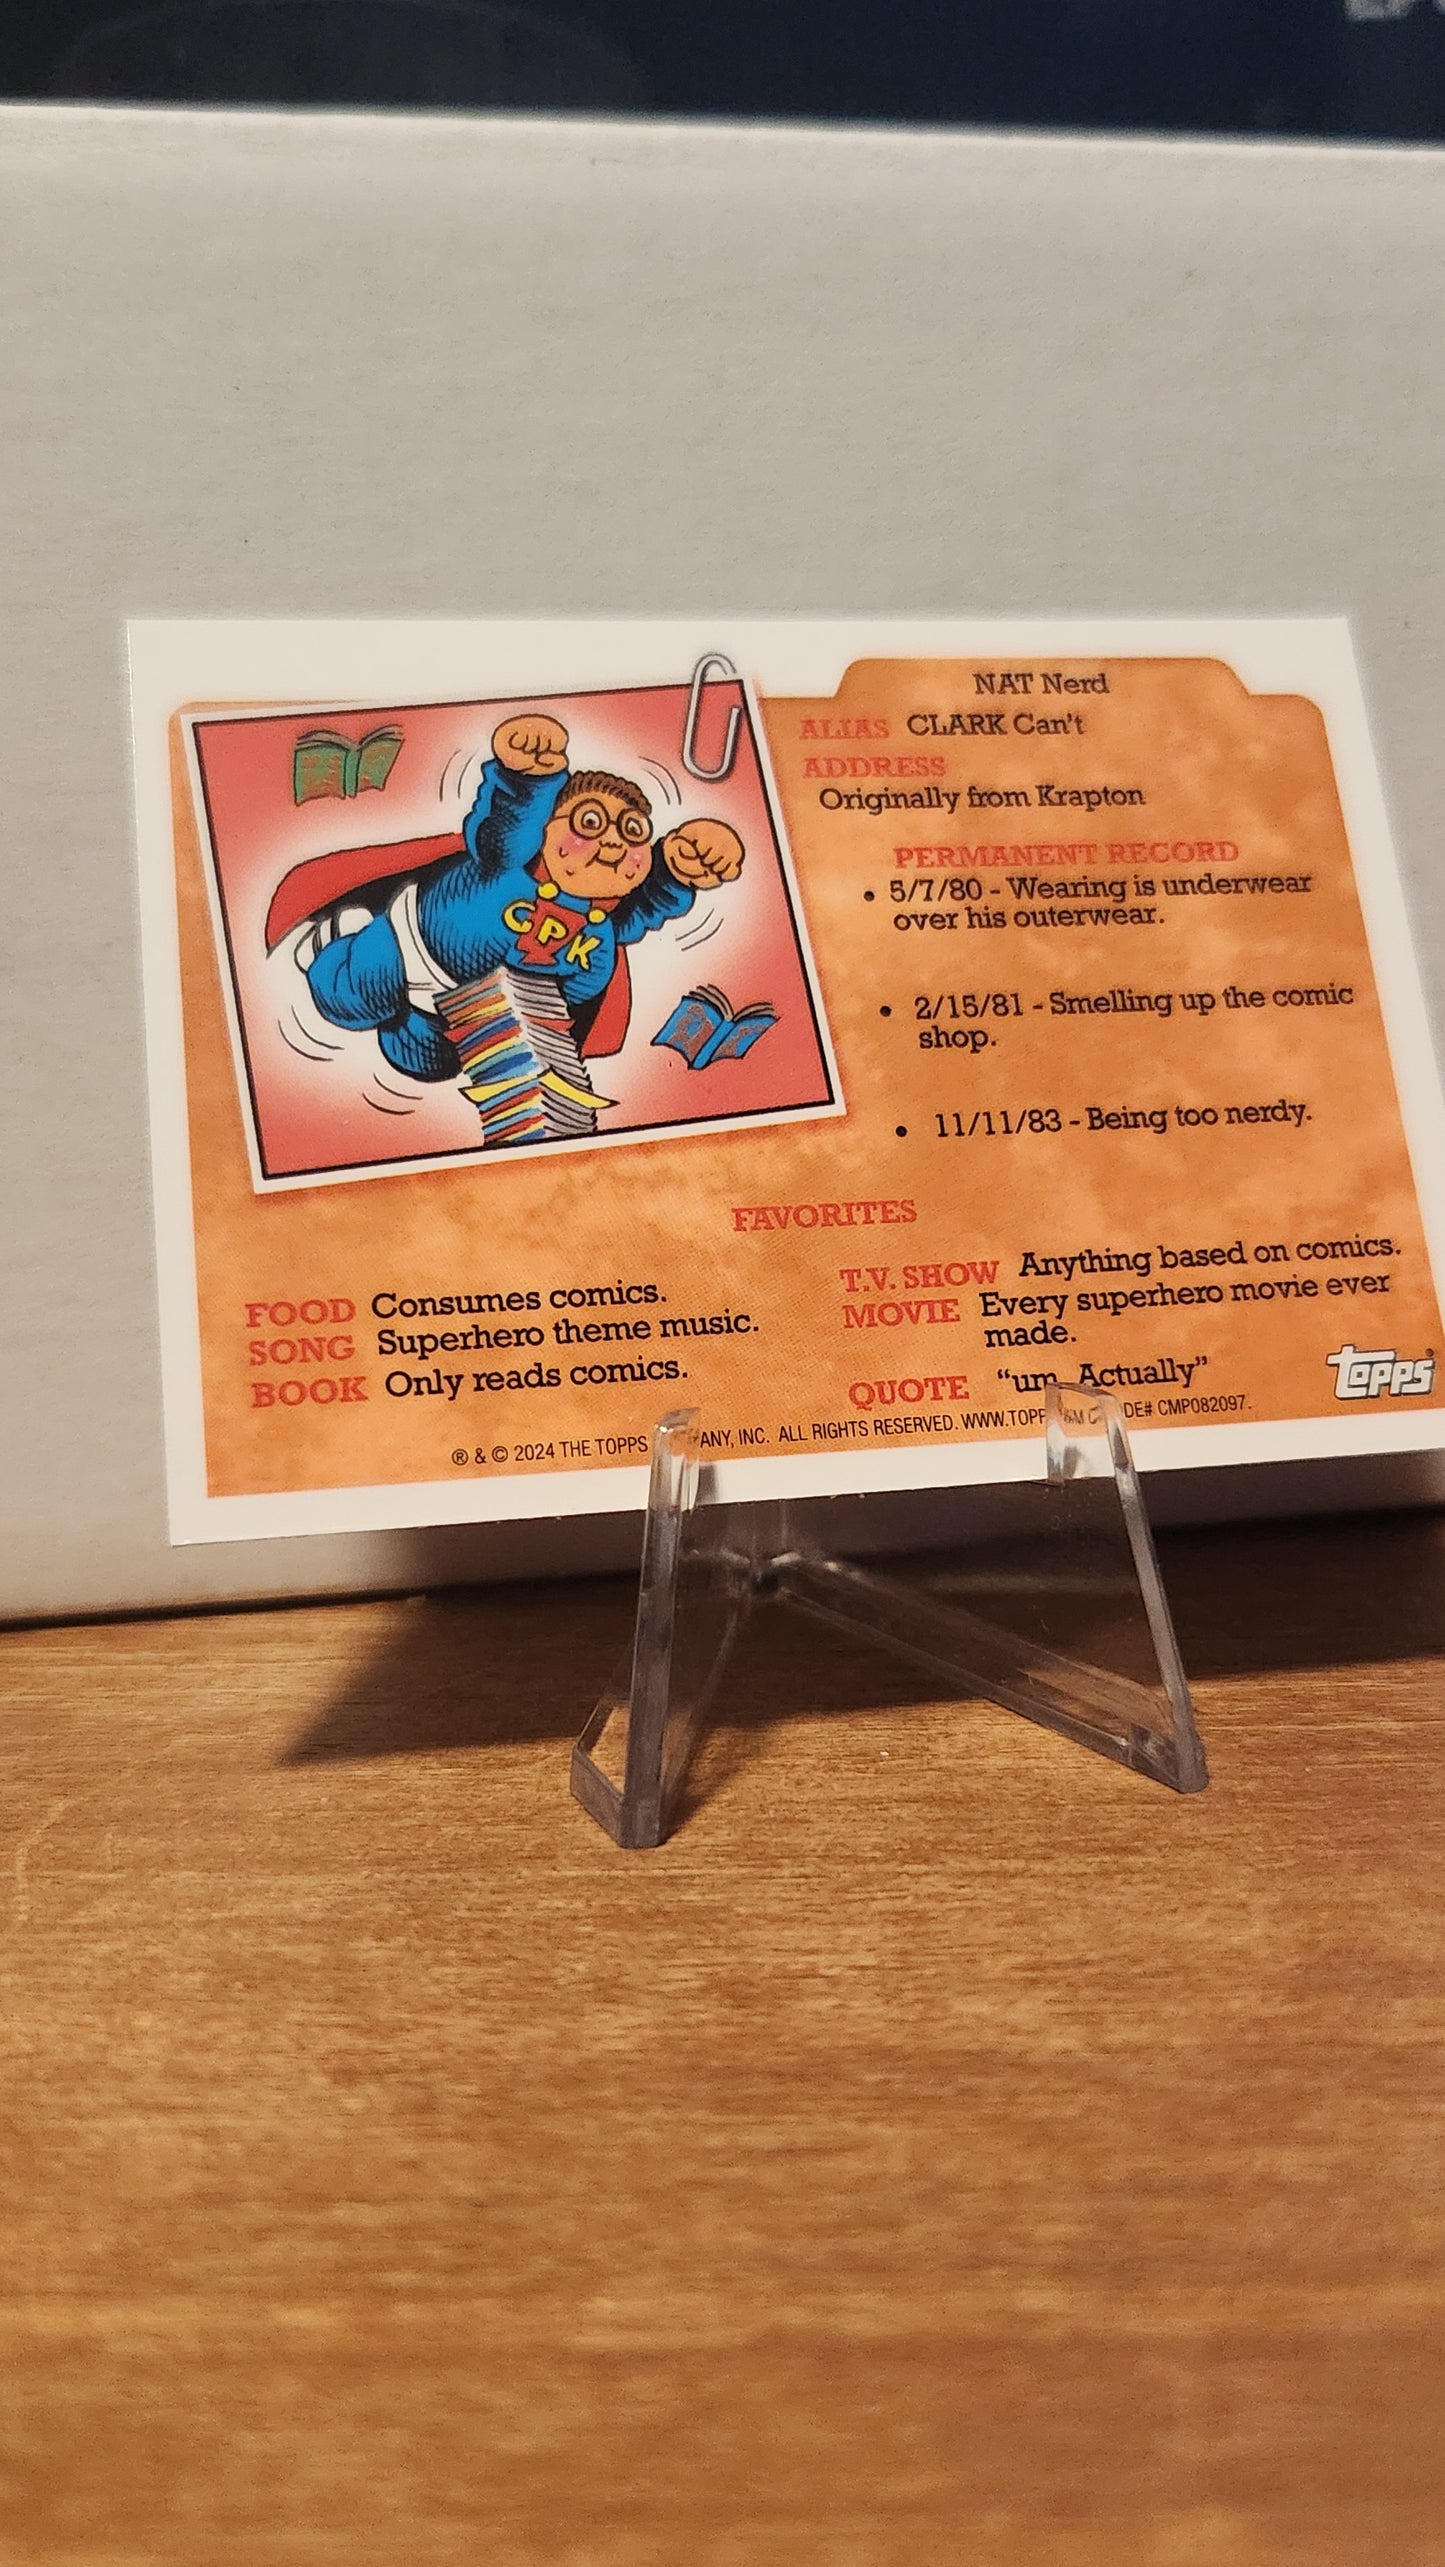 GPK
NAT Nerd
ALIAS CLARK Can't
ADDRESS
Originally from Krapton
PERMANENT RECORD
• 5/7/80 - Wearing is underwear
over his outerwear.
• 2/15/81 - Smelling up the comic
shop.
• 11/11/83 - Being too nerdy.
FAVORITES
FOOD Consumes comics.
SONG Superhero theme music.
BOOK Only reads comics.
T.V. SHOW Anything based on comics.
MOVIE Every superhero movie ever
made.
QUOTE “um, Actually”
topps
® & © 2024 THE TOPPS ANY, INC. ALL RIGHTS RESERVED. WWW.TOPP DE# CMP082097.